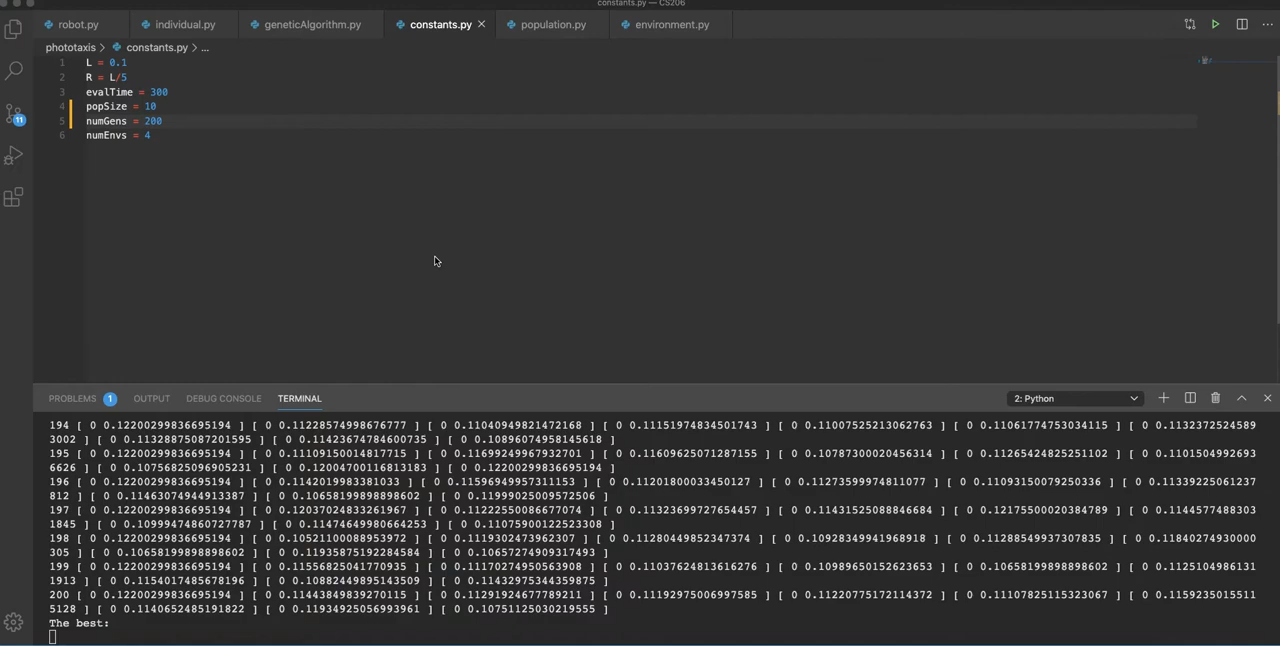 constants.py — CS206
robot.py individual.py geneticAlgorithm.py constants.py population.py environment.py
phototaxis > constants.py > ...
1 L = 0.1
2 R = L/5
3 evalTime = 300
4 popSize = 10
5 numGens = 200
6 numEnvs = 4
11
PROBLEMS 1 OUTPUT DEBUG CONSOLE TERMINAL 2: Python
194 [ 0 0.12200299836695194 ] [ 0 0.11228574998676777 ] [ 0 0.11040949821472168 ] [ 0 0.11151974834501743 ] [ 0 0.11007525213062763 ] [ 0 0.11061774753034115 ] [ 0 0.1132372524589
3002 ] [ 0 0.11328875087201595 ] [ 0 0.11423674784600735 ] [ 0 0.10896074958145618 ]
195 [ 0 0.12200299836695194 ] [ 0 0.11109150014817715 ] [ 0 0.11699249967932701 ] [ 0 0.11609625071287155 ] [ 0 0.10787300020456314 ] [ 0 0.11265424825251102 ] [ 0 0.1101504992693
6626 ] [ 0 0.10756825096905231 ] [ 0 0.12004700116813183 ] [ 0 0.12200299836695194 ]
196 [ 0 0.12200299836695194 ] [ 0 0.1142019983381033 ] [ 0 0.11596949957311153 ] [ 0 0.11201800033450127 ] [ 0 0.11273599974811077 ] [ 0 0.11093150079250336 ] [ 0 0.11339225061237
812 ] [ 0 0.11463074944913387 ] [ 0 0.10658199898898602 ] [ 0 0.11999025009572506 ]
197 [ 0 0.12200299836695194 ] [ 0 0.12037024833261967 ] [ 0 0.11222550086677074 ] [ 0 0.11323699727654457 ] [ 0 0.11431525088846684 ] [ 0 0.12175500020384789 ] [ 0 0.1144577488303
1845 ] [ 0 0.10999474860727787 ] [ 0 0.11474649980664253 ] [ 0 0.11075900122523308 ]
198 [ 0 0.12200299836695194 ] [ 0 0.10521100088953972 ] [ 0 0.1119302473962307 ] [ 0 0.11280449852347374 ] [ 0 0.10928349941968918 ] [ 0 0.11288549937307835 ] [ 0 0.11840274930000
305 ] [ 0 0.10658199898898602 ] [ 0 0.11935875192284584 ] [ 0 0.10657274909317493 ]
199 [ 0 0.12200299836695194 ] [ 0 0.11556825041770935 ] [ 0 0.11170274950563908 ] [ 0 0.11037624813616276 ] [ 0 0.10989650152623653 ] [ 0 0.10658199898898602 ] [ 0 0.1125104986131
1913 ] [ 0 0.1154017485678196 ] [ 0 0.10882449895143509 ] [ 0 0.11432975344359875 ]
200 [ 0 0.12200299836695194 ] [ 0 0.11443849839270115 ] [ 0 0.11291924677789211 ] [ 0 0.11192975006997585 ] [ 0 0.11220775172114372 ] [ 0 0.11107825115323067 ] [ 0 0.1159235015511
5128 ] [ 0 0.1140652485191822 ] [ 0 0.11934925056993961 ] [ 0 0.10751125030219555 ]
The best: